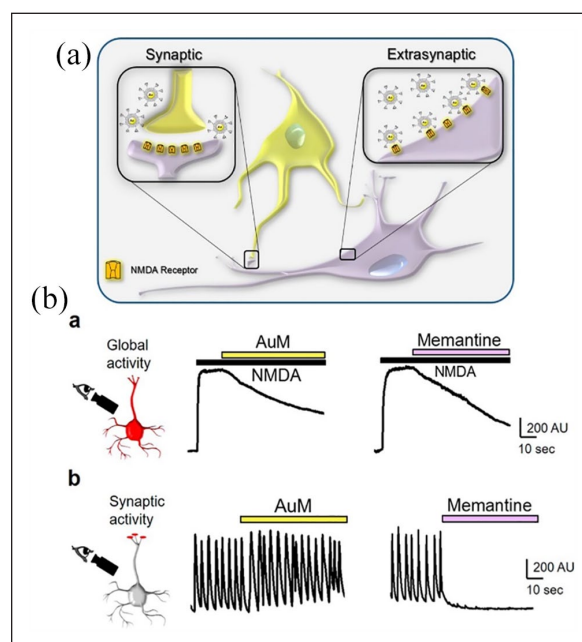 (a)
Synaptic
Extrasynaptic
NMDA Receptor
(b)
a
Global
activity
AuM
NMDA
Memantine
NMDA
200 AU
10 sec
b
Synaptic
activity
AuM
Memantine
200 AU
10 sec